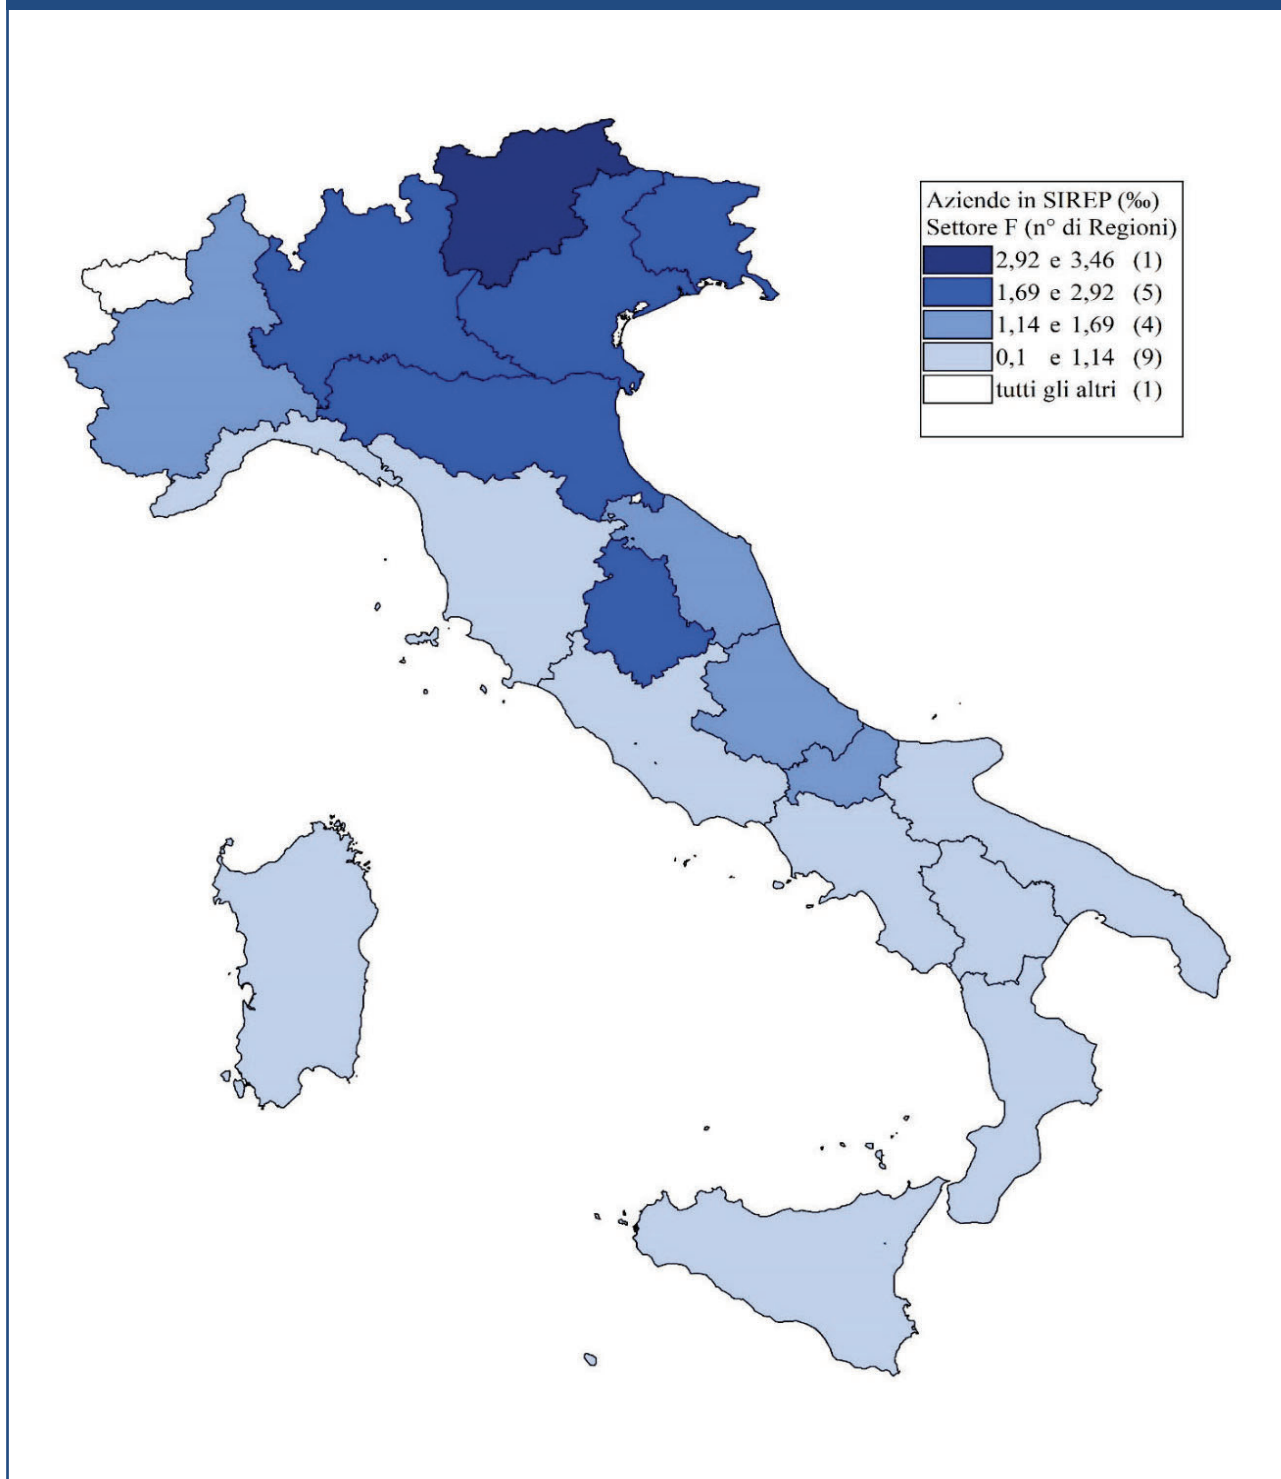 Aziende in SIREP (‰)
Settore F (n° di Regioni)
2,92 e 3,46 (1)
1,69 e 2,92 (5)
1,14 e 1,69 (4)
0,1 e 1,14 (9)
tutti gli altri (1)